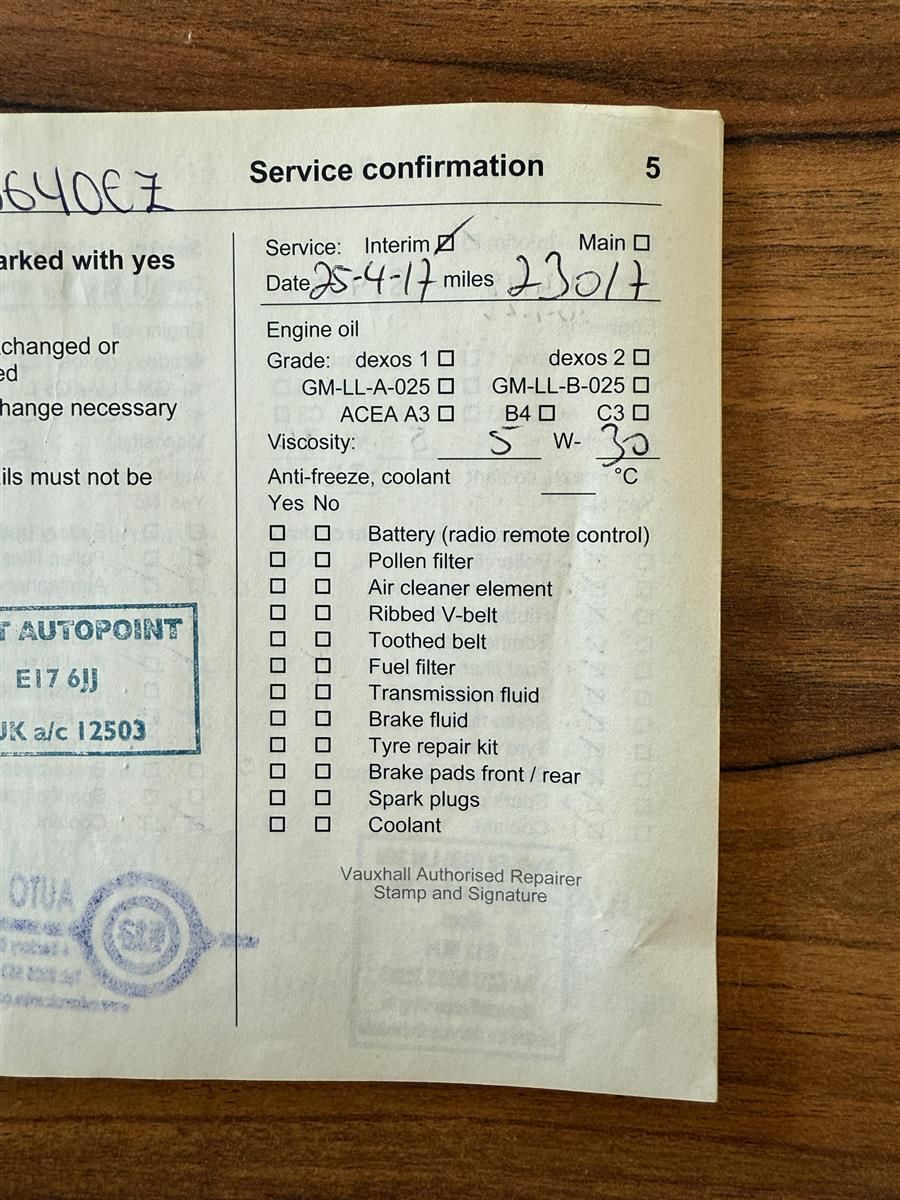 640EZ
Service confirmation 5
arked with yes
changed or
ed
hange necessary
ils must not be
T AUTOPOINT
E17 6JJ
UK a/c 12503
Service: Interim Main
Date 25-4-17 miles 23017
Engine oil
Grade: dexos 1 dexos 2
GM-LL-A-025 GM-LL-B-025
ACEA A3 B4 C3
Viscosity: 5 W- 30
Anti-freeze, coolant °C
Yes No
Battery (radio remote control)
Pollen filter
Air cleaner element
Ribbed V-belt
Toothed belt
Fuel filter
Transmission fluid
Brake fluid
Tyre repair kit
Brake pads front / rear
Spark plugs
Coolant
Vauxhall Authorised Repairer
Stamp and Signature